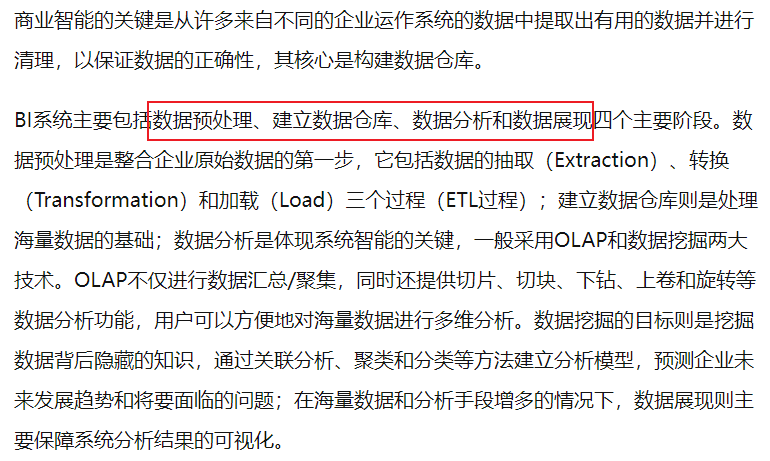 商业智能的关键是从许多来自不同的企业运作系统的数据中提取出有用的数据并进行
清理，以保证数据的正确性，其核心是构建数据仓库。
BI系统主要包括数据预处理、建立数据仓库、数据分析和数据展现四个主要阶段。数
据预处理是整合企业原始数据的第一步，它包括数据的抽取（Extraction）、转换
（Transformation）和加载（Load）三个过程（ETL过程）；建立数据仓库则是处理
海量数据的基础；数据分析是体现系统智能的关键，一般采用OLAP和数据挖掘两大
技术。OLAP不仅进行数据汇总/聚集，同时还提供切片、切块、下钻、上卷和旋转等
数据分析功能，用户可以方便地对海量数据进行多维分析。数据挖掘的目标则是挖掘
数据背后隐藏的知识，通过关联分析、聚类和分类等方法建立分析模型，预测企业未
来发展趋势和将要面临的问题；在海量数据和分析手段增多的情况下，数据展现则主
要保障系统分析结果的可视化。